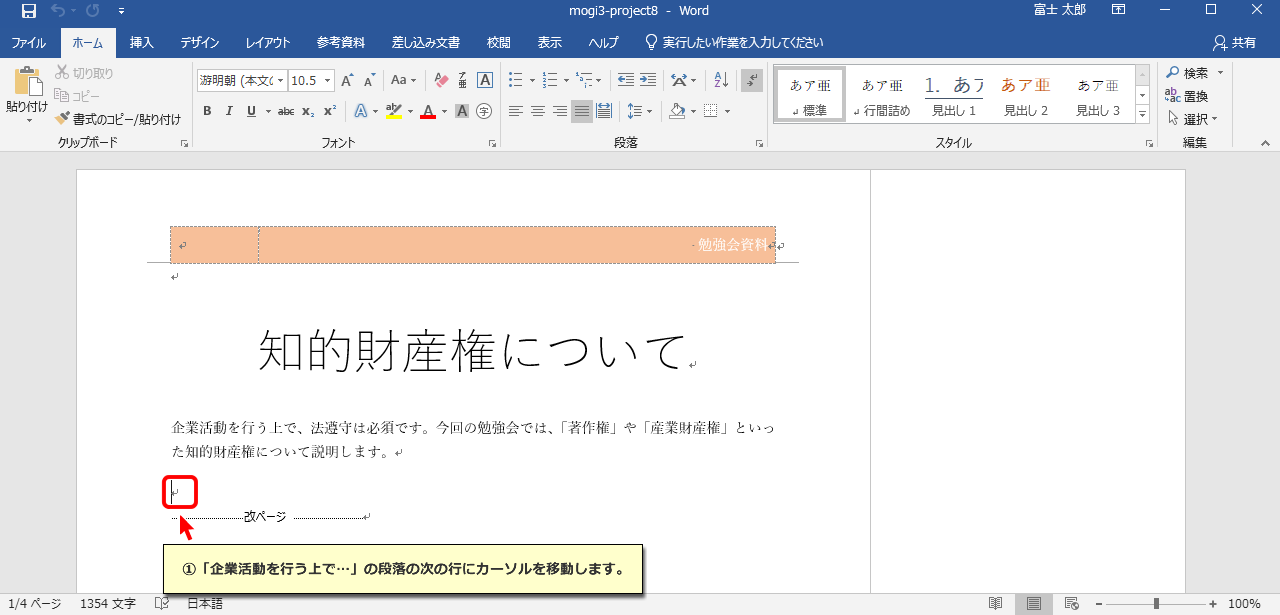 mogi3-project8 - Word
富士 太郎
ファイル ホーム 挿入 デザイン レイアウト 参考資料 差し込み文書 校閲 表示 ヘルプ 実行したい作業を入力してください 共有
貼り付け
切り取り
コピー
書式のコピー/貼り付け
クリップボード
游明朝 (本文の 10.5
フォント
段落
あア亜 標準
あア亜 行間詰め
1. あア 見出し 1
あア亜 見出し 2
あア亜 見出し 3
スタイル
検索
置換
選択
編集
勉強会資料
知的財産権について
企業活動を行う上で、法遵守は必須です。今回の勉強会では、「著作権」や「産業財産権」といっ
た知的財産権について説明します。
改ページ
①「企業活動を行う上で…」の段落の次の行にカーソルを移動します。
1/4 ページ 1354 文字 日本語 100%